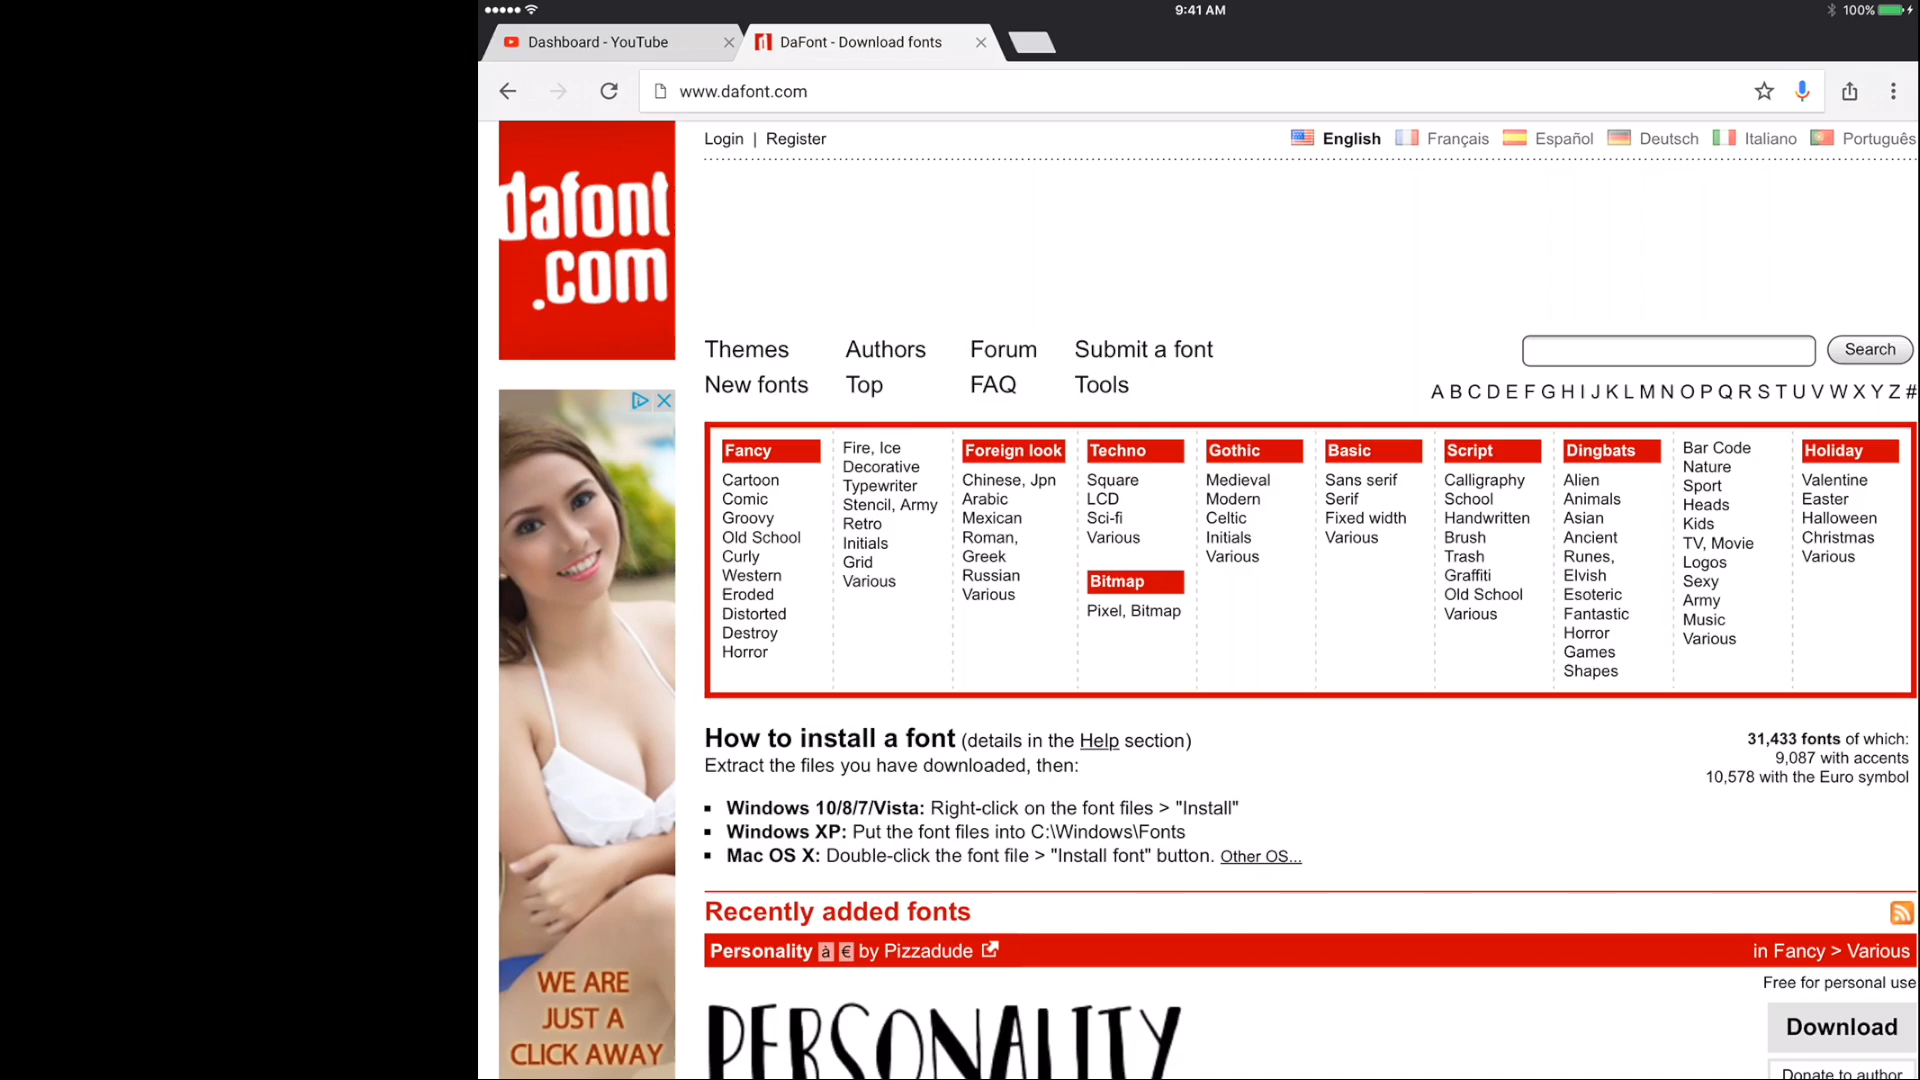 9:41 AM
100%
Dashboard - YouTube
DaFont - Download fonts
www.dafont.com
dafont
.com
Login | Register
English Français Español Deutsch Italiano Português
Themes Authors Forum Submit a font
New fonts Top FAQ Tools
Search
A B C D E F G H I J K L M N O P Q R S T U V W X Y Z #
Fancy
Cartoon
Comic
Groovy
Old School
Curly
Western
Eroded
Distorted
Destroy
Horror
Fire, Ice
Decorative
Typewriter
Stencil, Army
Retro
Initials
Grid
Various
Foreign look
Chinese, Jpn
Arabic
Mexican
Roman,
Greek
Russian
Various
Techno
Square
LCD
Sci-fi
Various
Bitmap
Pixel, Bitmap
Gothic
Medieval
Modern
Celtic
Initials
Various
Basic
Sans serif
Serif
Fixed width
Various
Script
Calligraphy
School
Handwritten
Brush
Trash
Graffiti
Old School
Various
Dingbats
Alien
Animals
Asian
Ancient
Runes,
Elvish
Esoteric
Fantastic
Horror
Games
Shapes
Bar Code
Nature
Sport
Heads
Kids
TV, Movie
Logos
Sexy
Army
Music
Various
Holiday
Valentine
Easter
Halloween
Christmas
Various
How to install a font (details in the Help section)
Extract the files you have downloaded, then:
Windows 10/8/7/Vista: Right-click on the font files > "Install"
Windows XP: Put the font files into C:\Windows\Fonts
Mac OS X: Double-click the font file > "Install font" button. Other OS...
31,433 fonts of which:
9,087 with accents
10,578 with the Euro symbol
Recently added fonts
Personality à € by Pizzadude
in Fancy > Various
Free for personal use
PERSONALITY
Download
Donate to author
WE ARE
JUST A
CLICK AWAY